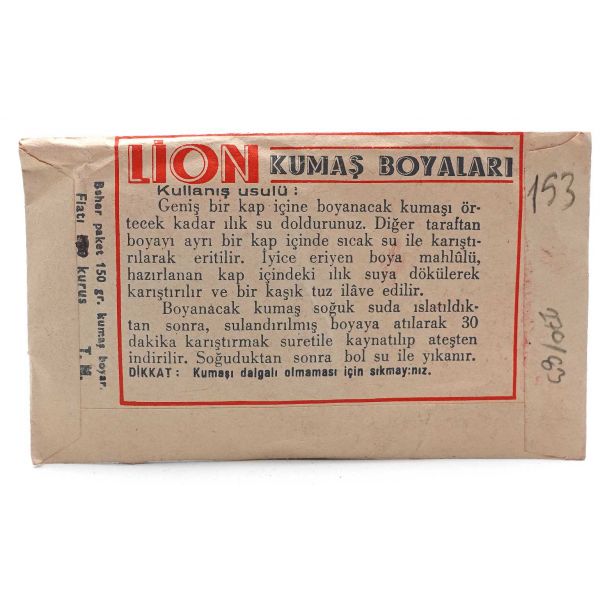 LİON KUMAŞ BOYALARI
Kullanış usulü :
Geniş bir kap içine boyanacak kumaşı ör-
tecek kadar ılık su doldurunuz. Diğer taraftan
boyayı ayrı bir kap içinde sıcak su ile karıştı-
rılarak eritilir. İyice eriyen boya mahlûlü,
hazırlanan kap içindeki ılık suya dökülerek
karıştırılır ve bir kaşık tuz ilâve edilir.
Boyanacak kumaş soğuk suda ıslatıldık-
tan sonra, sulandırılmış boyaya atılarak 30
dakika karıştırmak suretile kaynatılıp ateşten
indirilir. Soğuduktan sonra bol su ile yıkanır.
DİKKAT : Kumaşı dalgalı olmaması için sıkmayınız.
Beher paket 150 gr. kumaş boyar.
Fiatı kurus T. M.
153